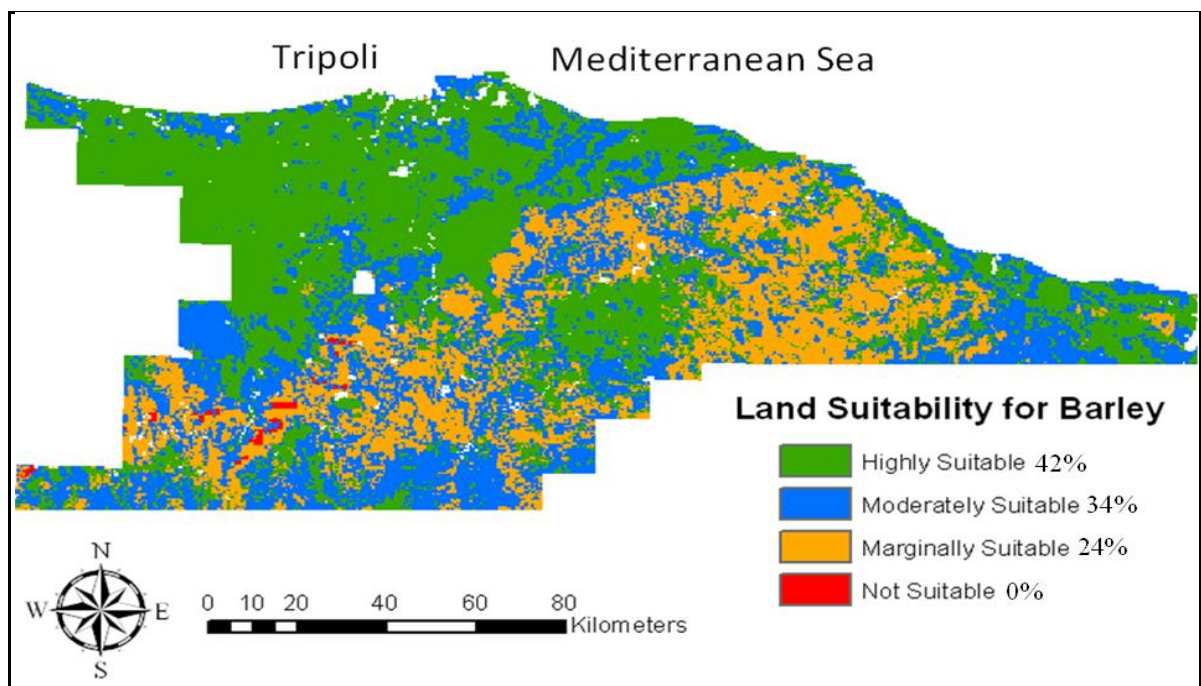 Tripoli Mediterranean Sea
Land Suitability for Barley
Highly Suitable 42%
Moderately Suitable 34%
Marginally Suitable 24%
Not Suitable 0%
N
W E
S
0 10 20 40 60 80
Kilometers